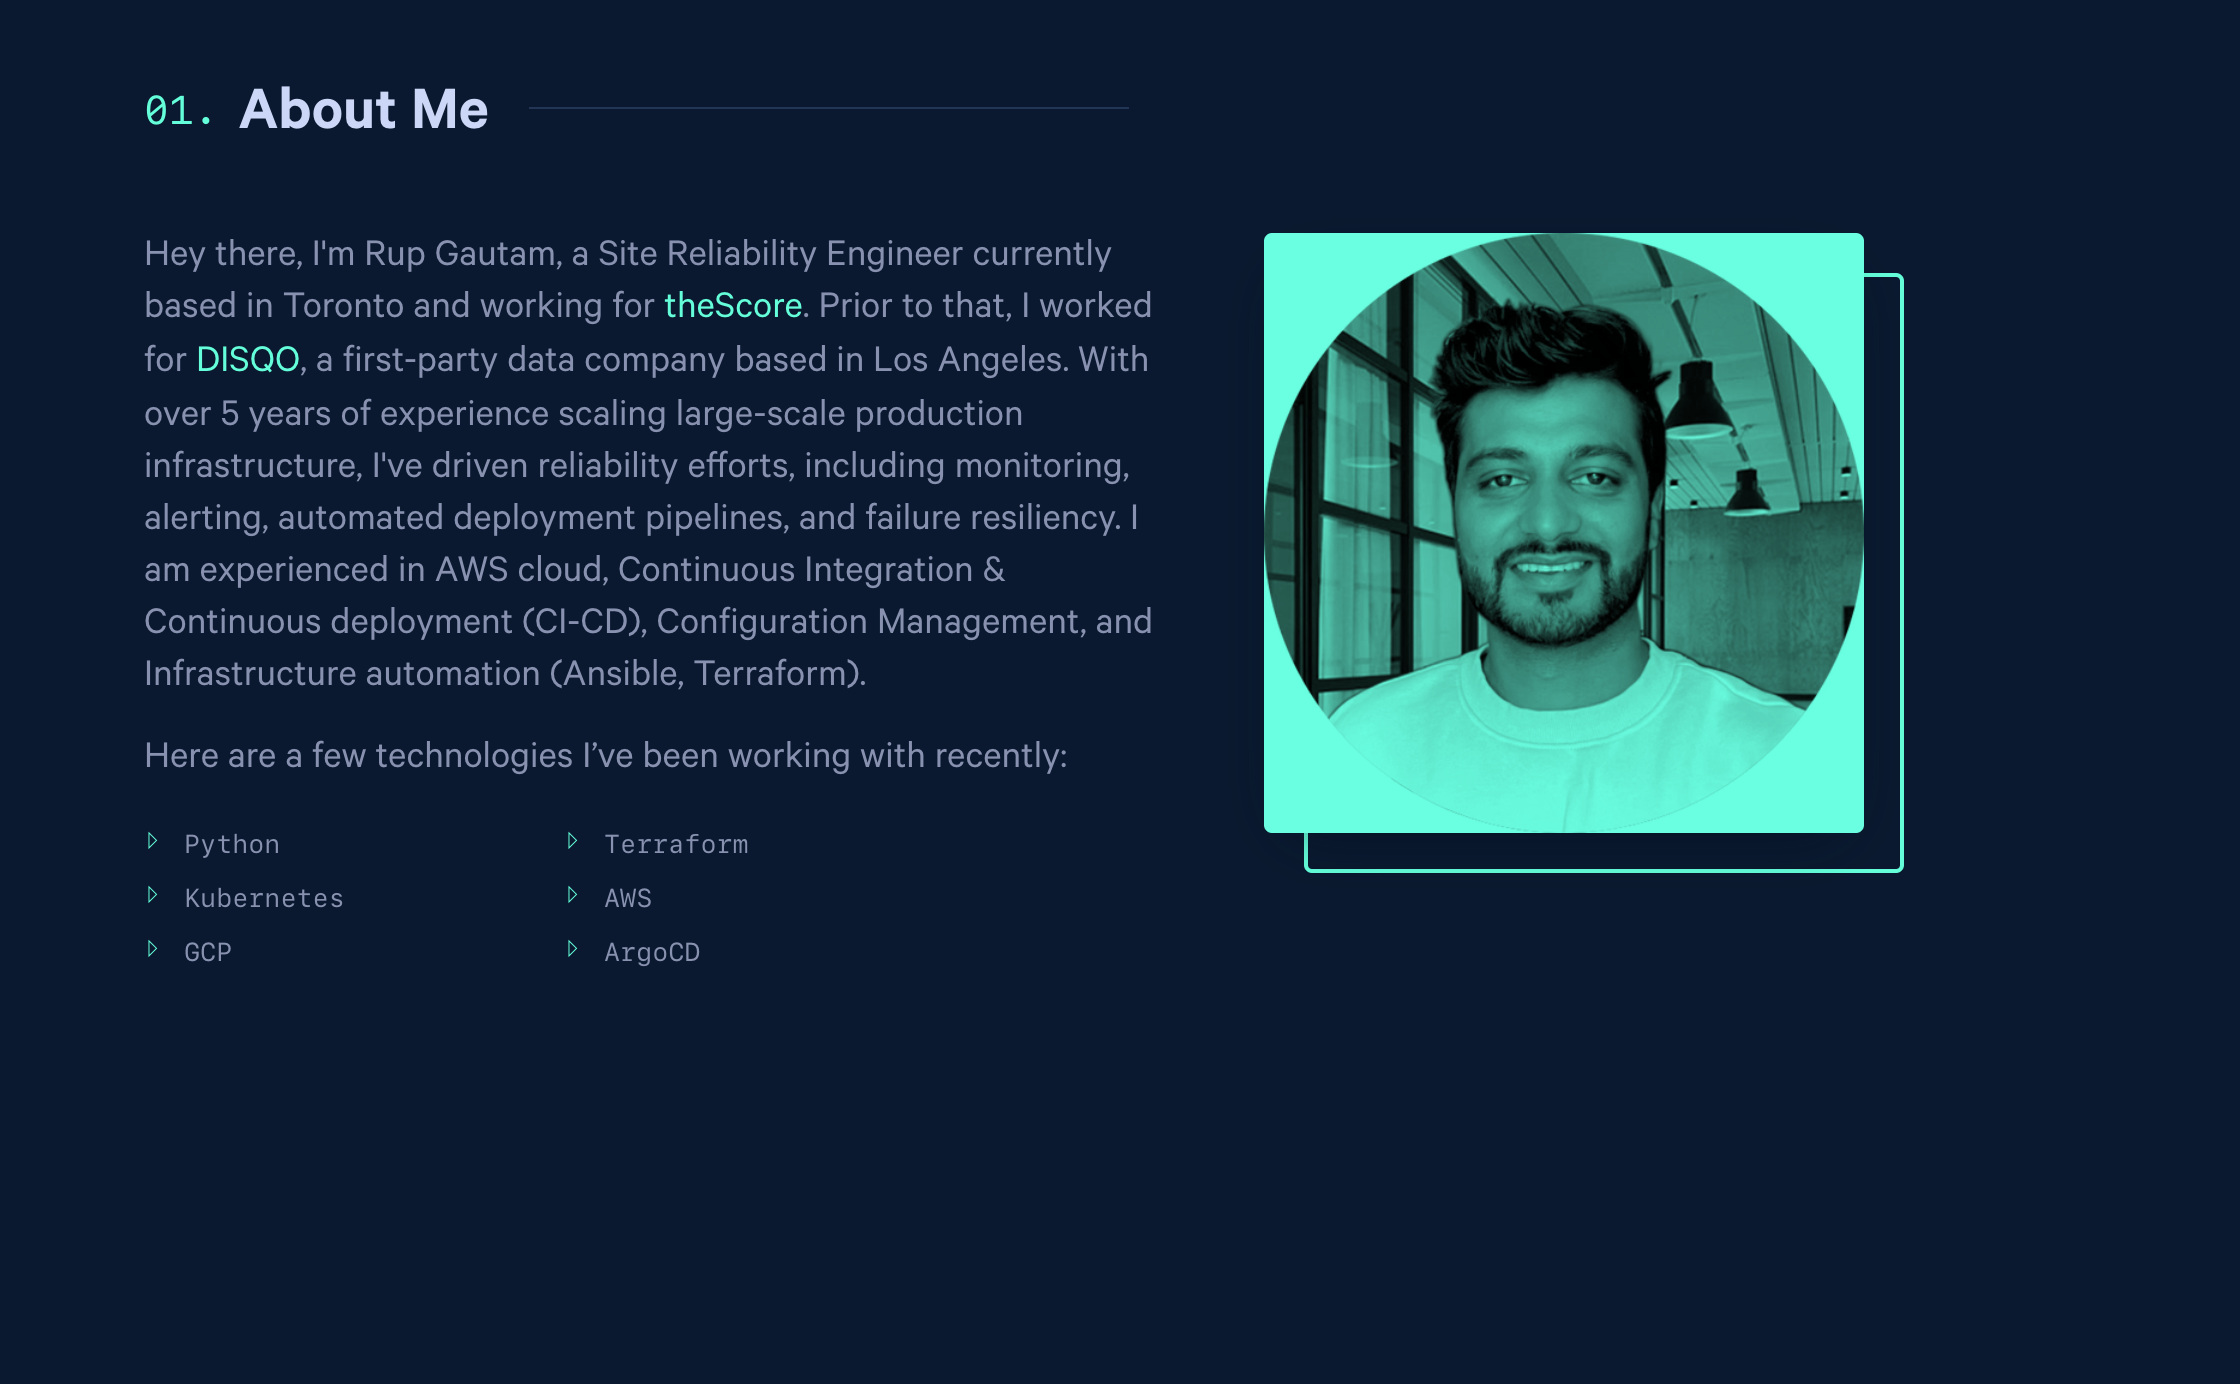 01. About Me
Hey there, I'm Rup Gautam, a Site Reliability Engineer currently
based in Toronto and working for theScore. Prior to that, I worked
for DISQO, a first-party data company based in Los Angeles. With
over 5 years of experience scaling large-scale production
infrastructure, I've driven reliability efforts, including monitoring,
alerting, automated deployment pipelines, and failure resiliency. I
am experienced in AWS cloud, Continuous Integration &
Continuous deployment (CI-CD), Configuration Management, and
Infrastructure automation (Ansible, Terraform).
Here are a few technologies I’ve been working with recently:
Python
Terraform
Kubernetes
AWS
GCP
ArgoCD